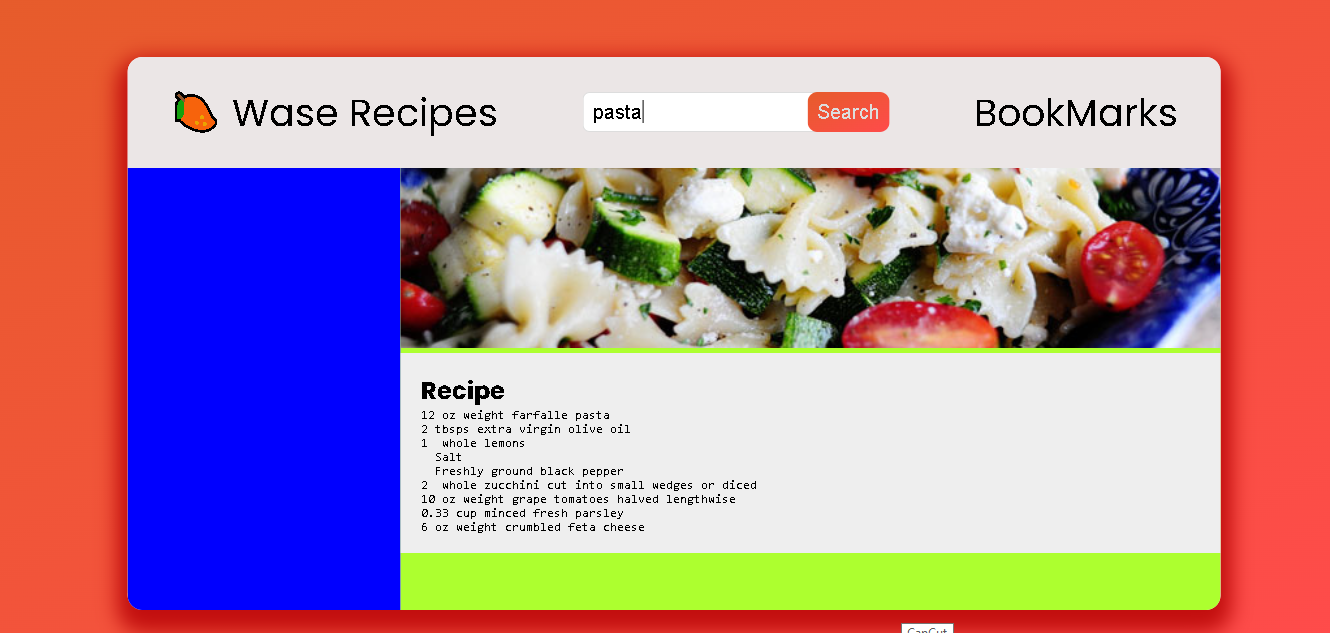 Wase Recipes
pasta
Search
BookMarks
Recipe
12 oz weight farfalle pasta
2 tbsps extra virgin olive oil
1  whole lemons
Salt
Freshly ground black pepper
2  whole zucchini cut into small wedges or diced
10 oz weight grape tomatoes halved lengthwise
0.33 cup minced fresh parsley
6 oz weight crumbled feta cheese
CapCut